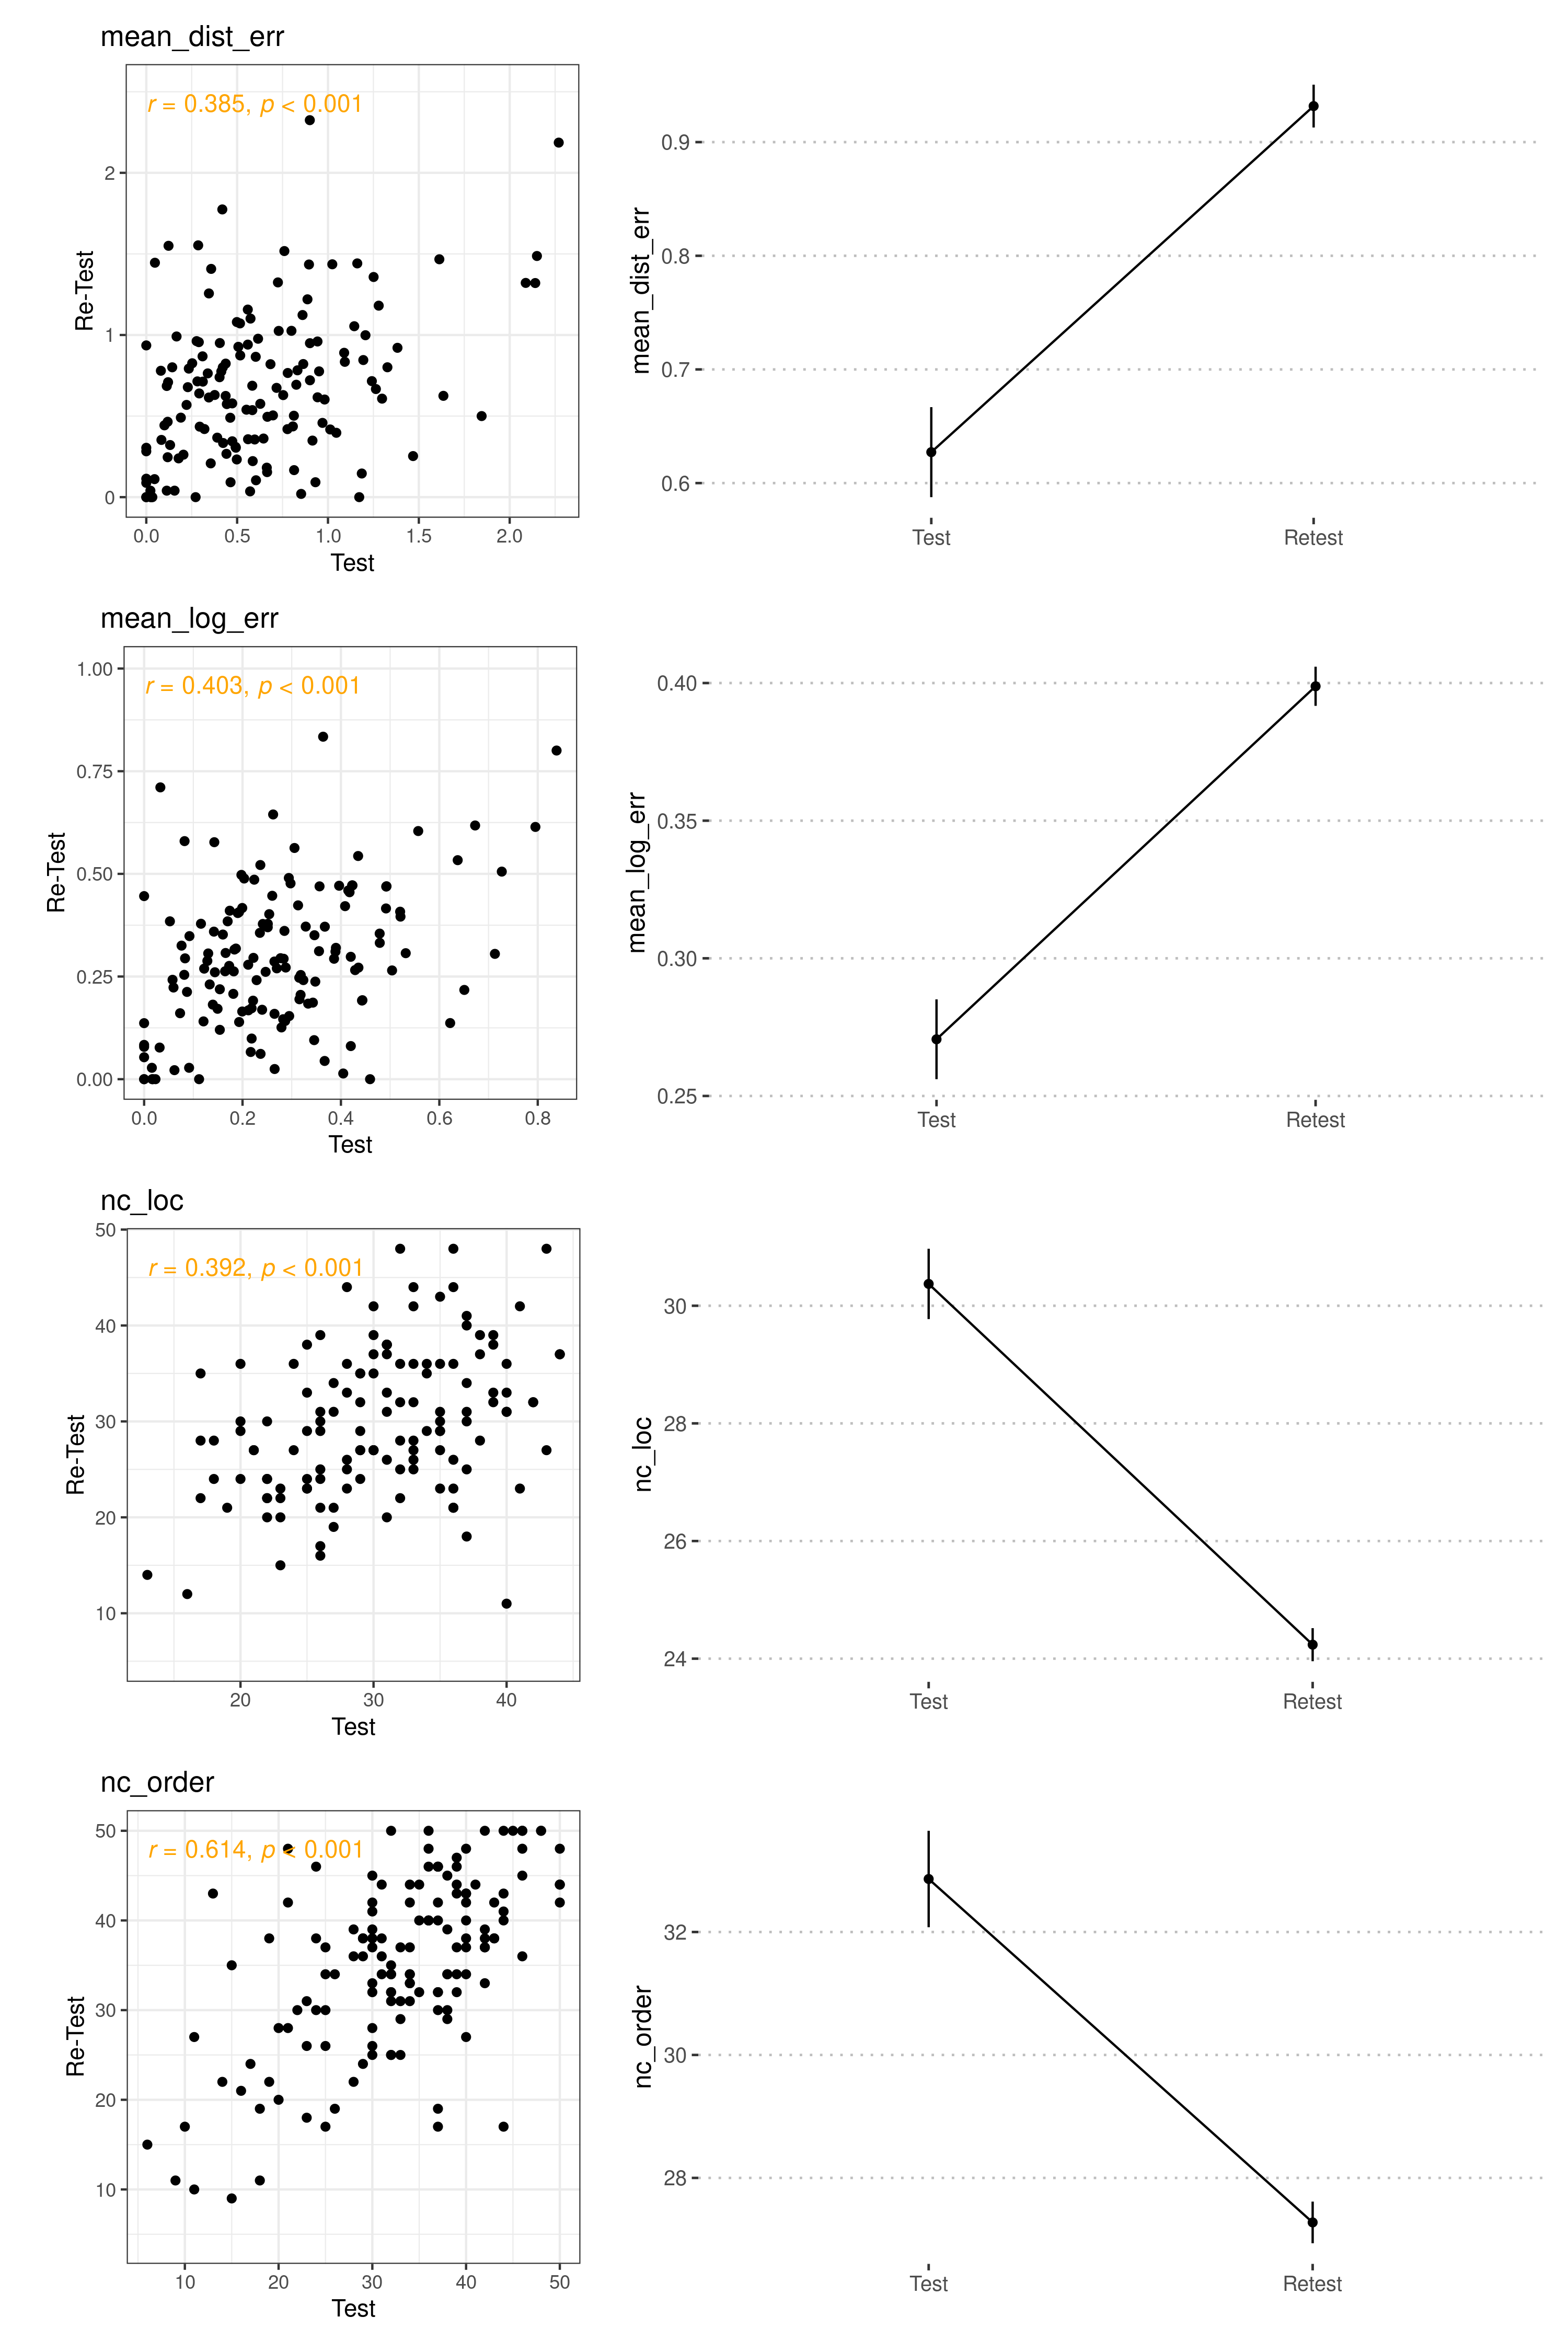 mean_dist_err
r = 0.385, p < 0.001
2
1
0
Re-Test
0.0 0.5 1.0 1.5 2.0
Test
0.9
0.8
0.7
0.6
mean_dist_err
Test Retest
mean_log_err
r = 0.403, p < 0.001
1.00
0.75
0.50
0.25
0.00
Re-Test
0.0 0.2 0.4 0.6 0.8
Test
0.40
0.35
0.30
0.25
mean_log_err
Test Retest
nc_loc
r = 0.392, p < 0.001
50
40
30
20
10
Re-Test
20 30 40
Test
30
28
26
24
nc_loc
Test Retest
nc_order
r = 0.614, p < 0.001
50
40
30
20
10
Re-Test
10 20 30 40 50
Test
32
30
28
nc_order
Test Retest